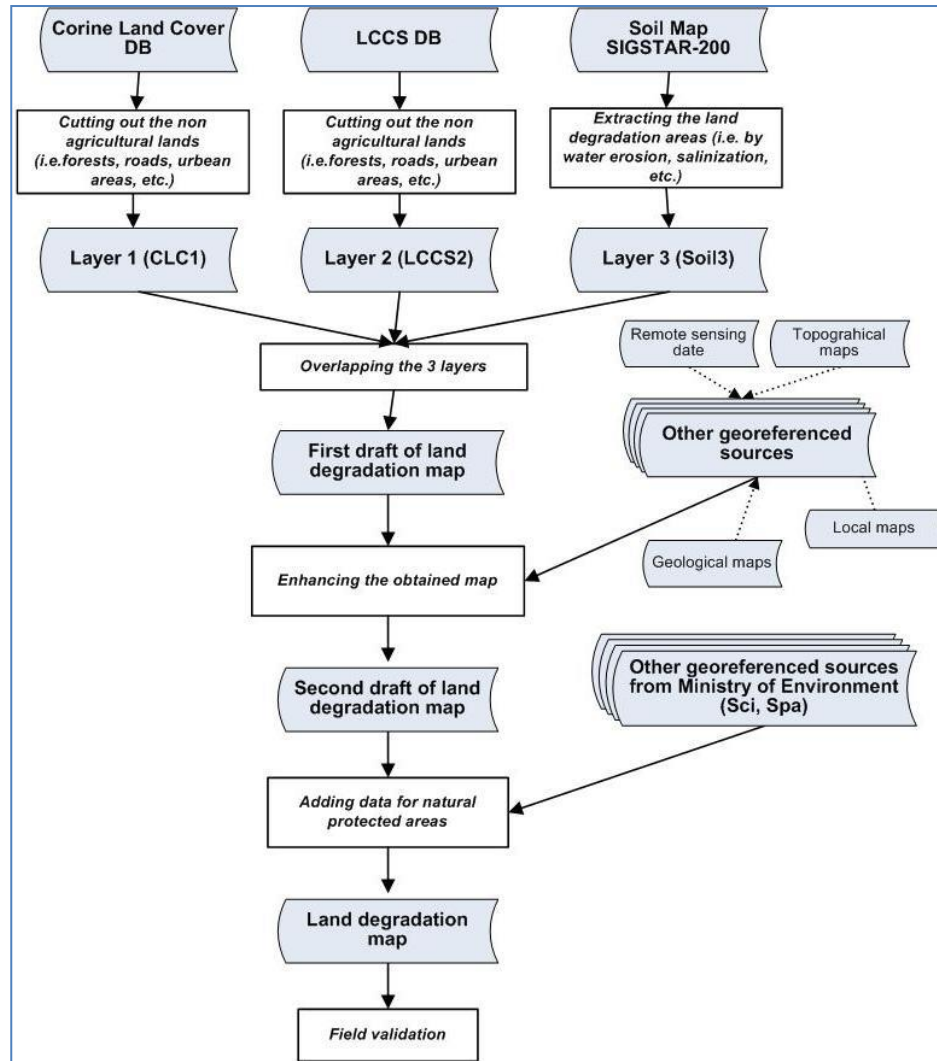 Corine Land Cover
DB
LCCS DB
Soil Map
SIGSTAR-200
Cutting out the non
agricultural lands
(i.e.forests, roads, urbean
areas, etc.)
Cutting out the non
agricultural lands
(i.e.forests, roads, urbean
areas, etc.)
Extracting the land
degradation areas (i.e. by
water erosion, salinization,
etc.)
Layer 1 (CLC1)
Layer 2 (LCCS2)
Layer 3 (Soil3)
Overlapping the 3 layers
Remote sensing
date
Topograhical
maps
First draft of land
degradation map
Other georeferenced
sources
Local maps
Geological maps
Enhancing the obtained map
Second draft of land
degradation map
Other georeferenced sources
from Ministry of Environment
(Sci, Spa)
Adding data for natural
protected areas
Land degradation
map
Field validation